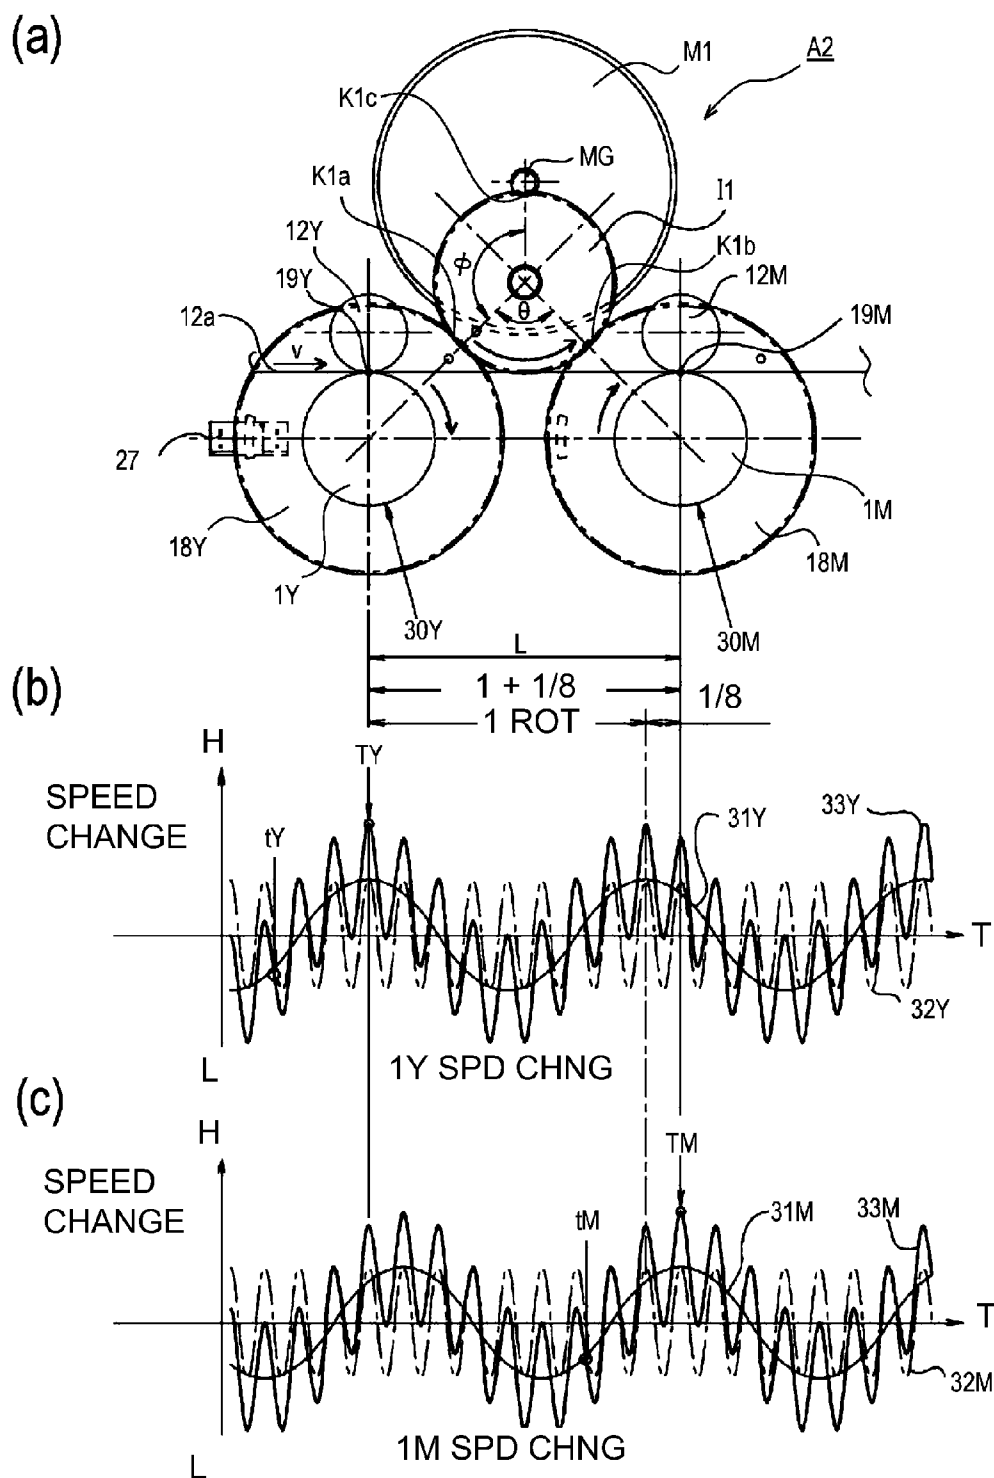 (a)
M1
A2
K1c
MG
K1a
I1
ϕ
K1b
12Y
12M
19Y
θ
19M
12a
v
27
1M
18Y
18M
1Y
30Y
30M
L
(b)
1 + 1/8
1/8
1 ROT
H
TY
SPEED
CHANGE
31Y
33Y
tY
T
32Y
L
1Y SPD CHNG
(c)
H
TM
SPEED
CHANGE
tM
31M
33M
T
32M
1M SPD CHNG
L